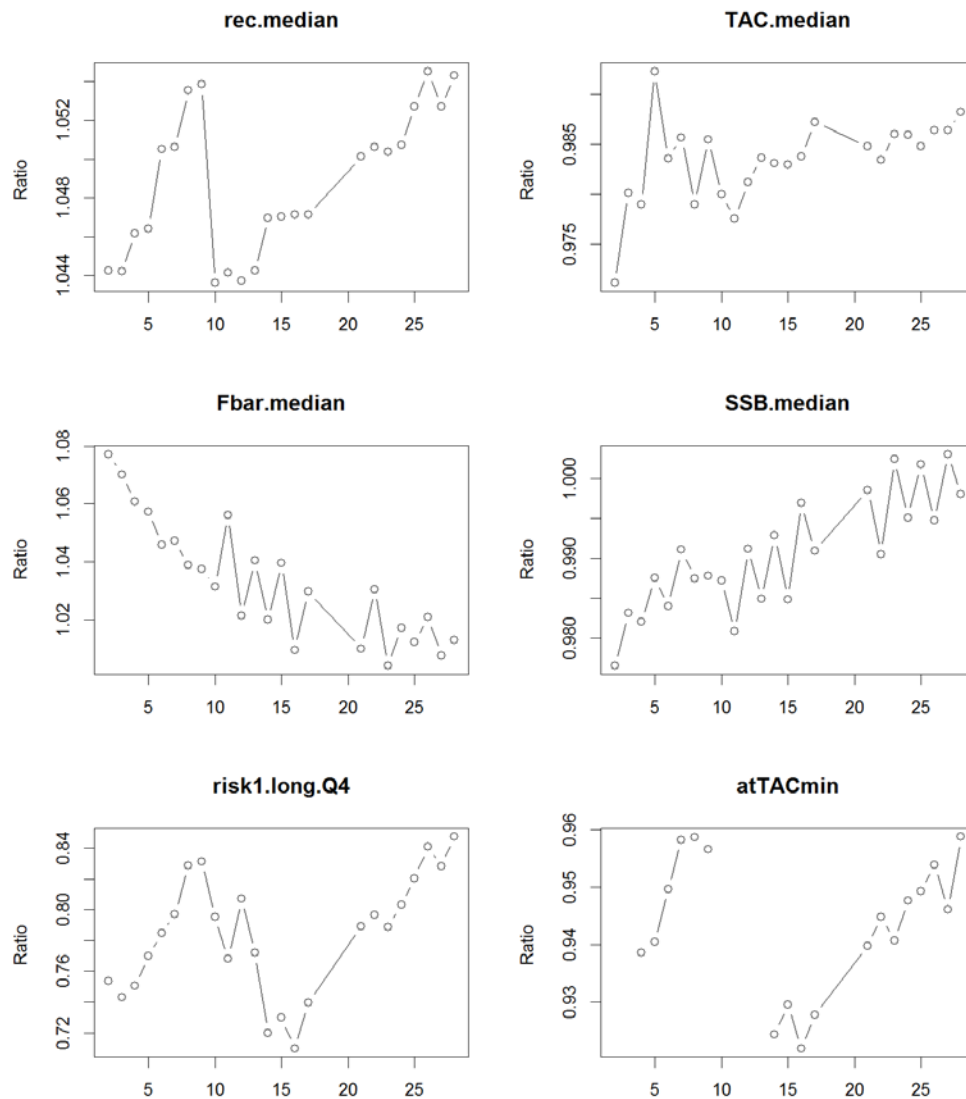 rec.median
Ratio
1.044 1.048 1.052
5 10 15 20 25
TAC.median
Ratio
0.975 0.985
5 10 15 20 25
Fbar.median
Ratio
1.02 1.04 1.06 1.08
5 10 15 20 25
SSB.median
Ratio
0.980 0.990 1.000
5 10 15 20 25
risk1.long.Q4
Ratio
0.72 0.76 0.80 0.84
5 10 15 20 25
atTACmin
Ratio
0.93 0.94 0.95 0.96
5 10 15 20 25